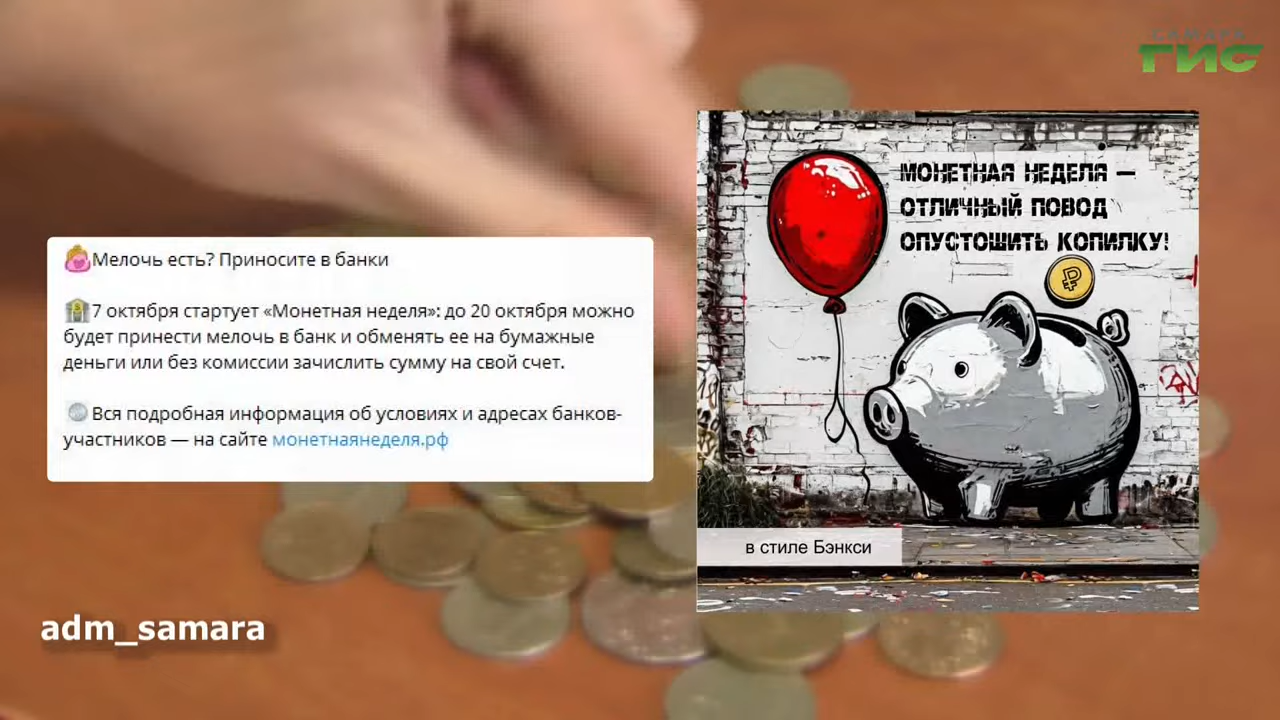 САМАРА
ГИС
МОНЕТНАЯ НЕДЕЛЯ —
ОТЛИЧНЫЙ ПОВОД
ОПУСТОШИТЬ КОПИЛКУ!
Мелочь есть? Приносите в банки
7 октября стартует «Монетная неделя»: до 20 октября можно
будет принести мелочь в банк и обменять ее на бумажные
деньги или без комиссии зачислить сумму на свой счет.
Вся подробная информация об условиях и адресах банков-
участников — на сайте монетнаянеделя.рф
в стиле Бэнкси
adm_samara